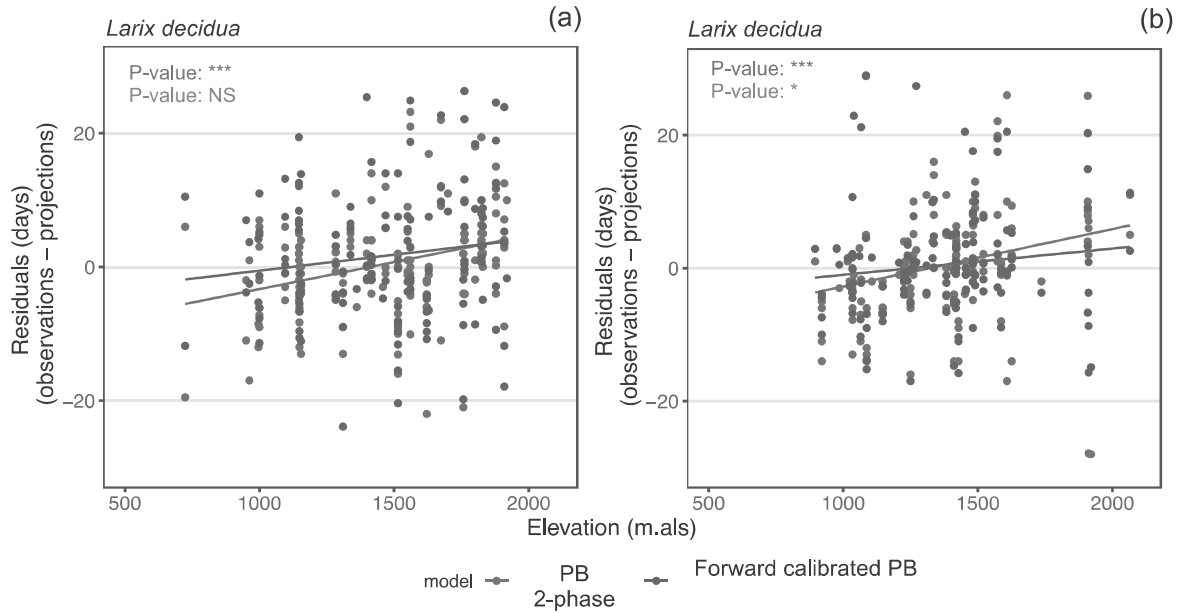 (a)
(b)
Larix decidua
Larix decidua
P-value: ***
P-value: NS
P-value: ***
P-value: *
Residuals (days)
(observations – projections)
20
0
−20
500
1000
1500
2000
Residuals (days)
(observations – projections)
20
0
−20
500
1000
1500
2000
Elevation (m.als)
model
PB
2-phase
Forward calibrated PB